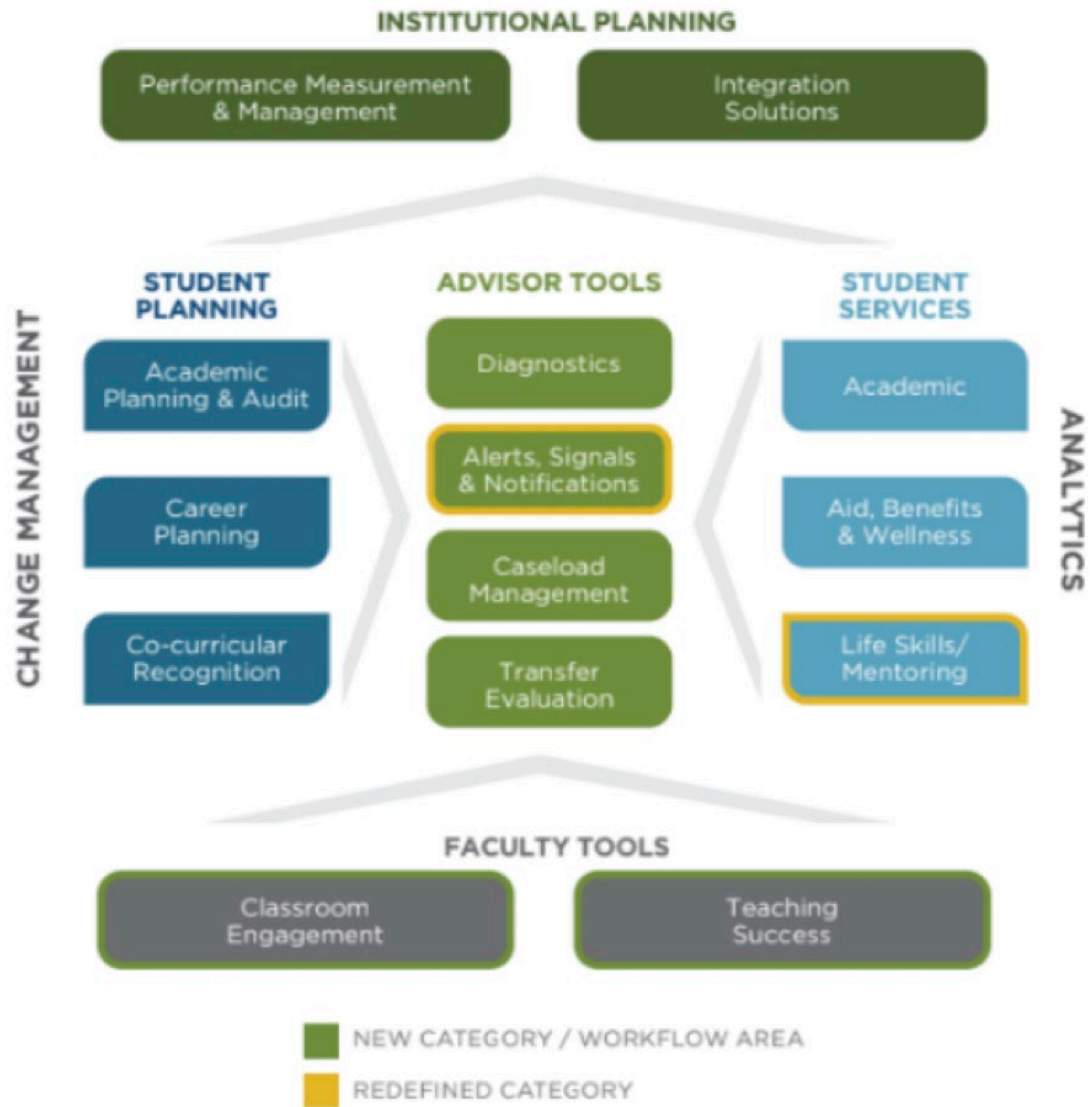 INSTITUTIONAL PLANNING
Performance Measurement
& Management
Integration
Solutions
CHANGE MANAGEMENT
STUDENT
PLANNING
Academic
Planning & Audit
Career
Planning
Co-curricular
Recognition
ADVISOR TOOLS
Diagnostics
Alerts, Signals
& Notifications
Caseload
Management
Transfer
Evaluation
STUDENT
SERVICES
Academic
Aid, Benefits
& Wellness
Life Skills/
Mentoring
ANALYTICS
FACULTY TOOLS
Classroom
Engagement
Teaching
Success
NEW CATEGORY / WORKFLOW AREA
REDEFINED CATEGORY